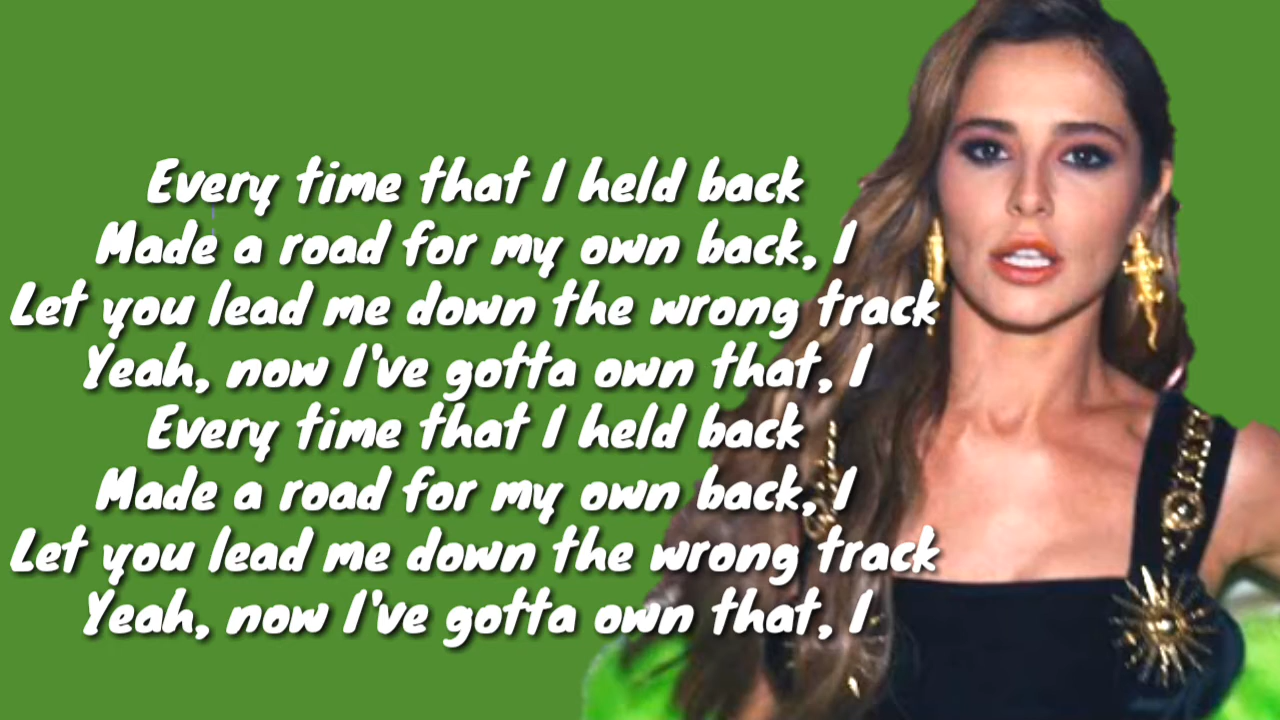 Every time that I held back
Made a road for my own back, I
Let you lead me down the wrong track
Yeah, now I've gotta own that, I
Every time that I held back
Made a road for my own back, I
Let you lead me down the wrong track
Yeah, now I've gotta own that, I